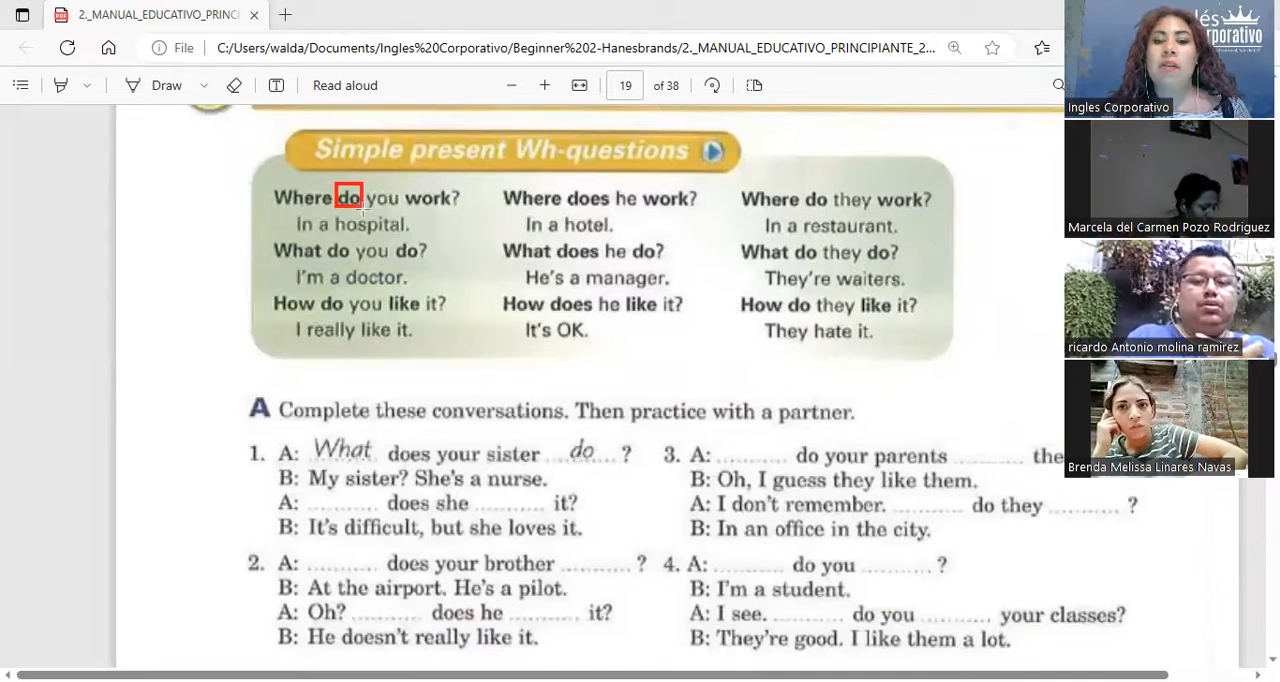 2._MANUAL_EDUCATIVO_PRINCI
File
C:/Users/walda/Documents/Ingles%20Corporativo/Beginner%202-Hanesbrands/2._MANUAL_EDUCATIVO_PRINCIPIANTE_2...
Draw
Read aloud
19 of 38
Simple present Wh-questions
Where do you work? Where does he work? Where do they work?
In a hospital. In a hotel. In a restaurant.
What do you do? What does he do? What do they do?
I'm a doctor. He's a manager. They're waiters.
How do you like it? How does he like it? How do they like it?
I really like it. It's OK. They hate it.
A Complete these conversations. Then practice with a partner.
1. A: What does your sister do ?
B: My sister? She's a nurse.
A: .......... does she .......... it?
B: It's difficult, but she loves it.
2. A: .......... does your brother .......... ?
B: At the airport. He's a pilot.
A: Oh? .......... does he .......... it?
B: He doesn't really like it.
3. A: .......... do your parents .......... the
B: Oh, I guess they like them.
A: I don't remember. .......... do they .......... ?
B: In an office in the city.
4. A: .......... do you .......... ?
B: I'm a student.
A: I see. .......... do you .......... your classes?
B: They're good. I like them a lot.
lés
orporativo
Ingles Corporativo
Marcela del Carmen Pozo Rodriguez
ricardo Antonio molina ramirez
Brenda Melissa Linares Navas